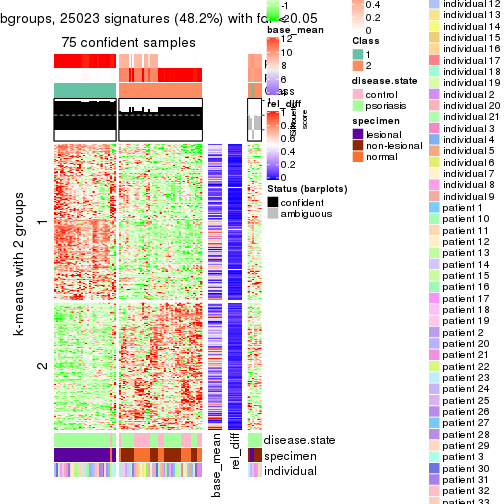 bgroups, 25023 signatures (48.2%) with fdr < 0.05
75 confident samples
k-means with 2 groups
1
2
base_mean
rel_diff
disease.state
specimen
individual
-1
-2
base_mean
12
10
8
6
4
2
0
rel_diff
1
0.8
0.6
0.4
0.2
0
Silhouette
score
Status (barplots)
confident
ambiguous
0.4
0.2
0
Class
1
2
disease.state
control
psoriasis
specimen
lesional
non-lesional
normal
individual 12
individual 13
individual 14
individual 15
individual 16
individual 17
individual 18
individual 19
individual 2
individual 20
individual 21
individual 3
individual 4
individual 5
individual 6
individual 7
individual 8
individual 9
patient 1
patient 10
patient 11
patient 12
patient 13
patient 14
patient 15
patient 16
patient 17
patient 18
patient 19
patient 2
patient 20
patient 21
patient 22
patient 23
patient 24
patient 25
patient 26
patient 27
patient 28
patient 29
patient 3
patient 30
patient 31
patient 32
patient 33